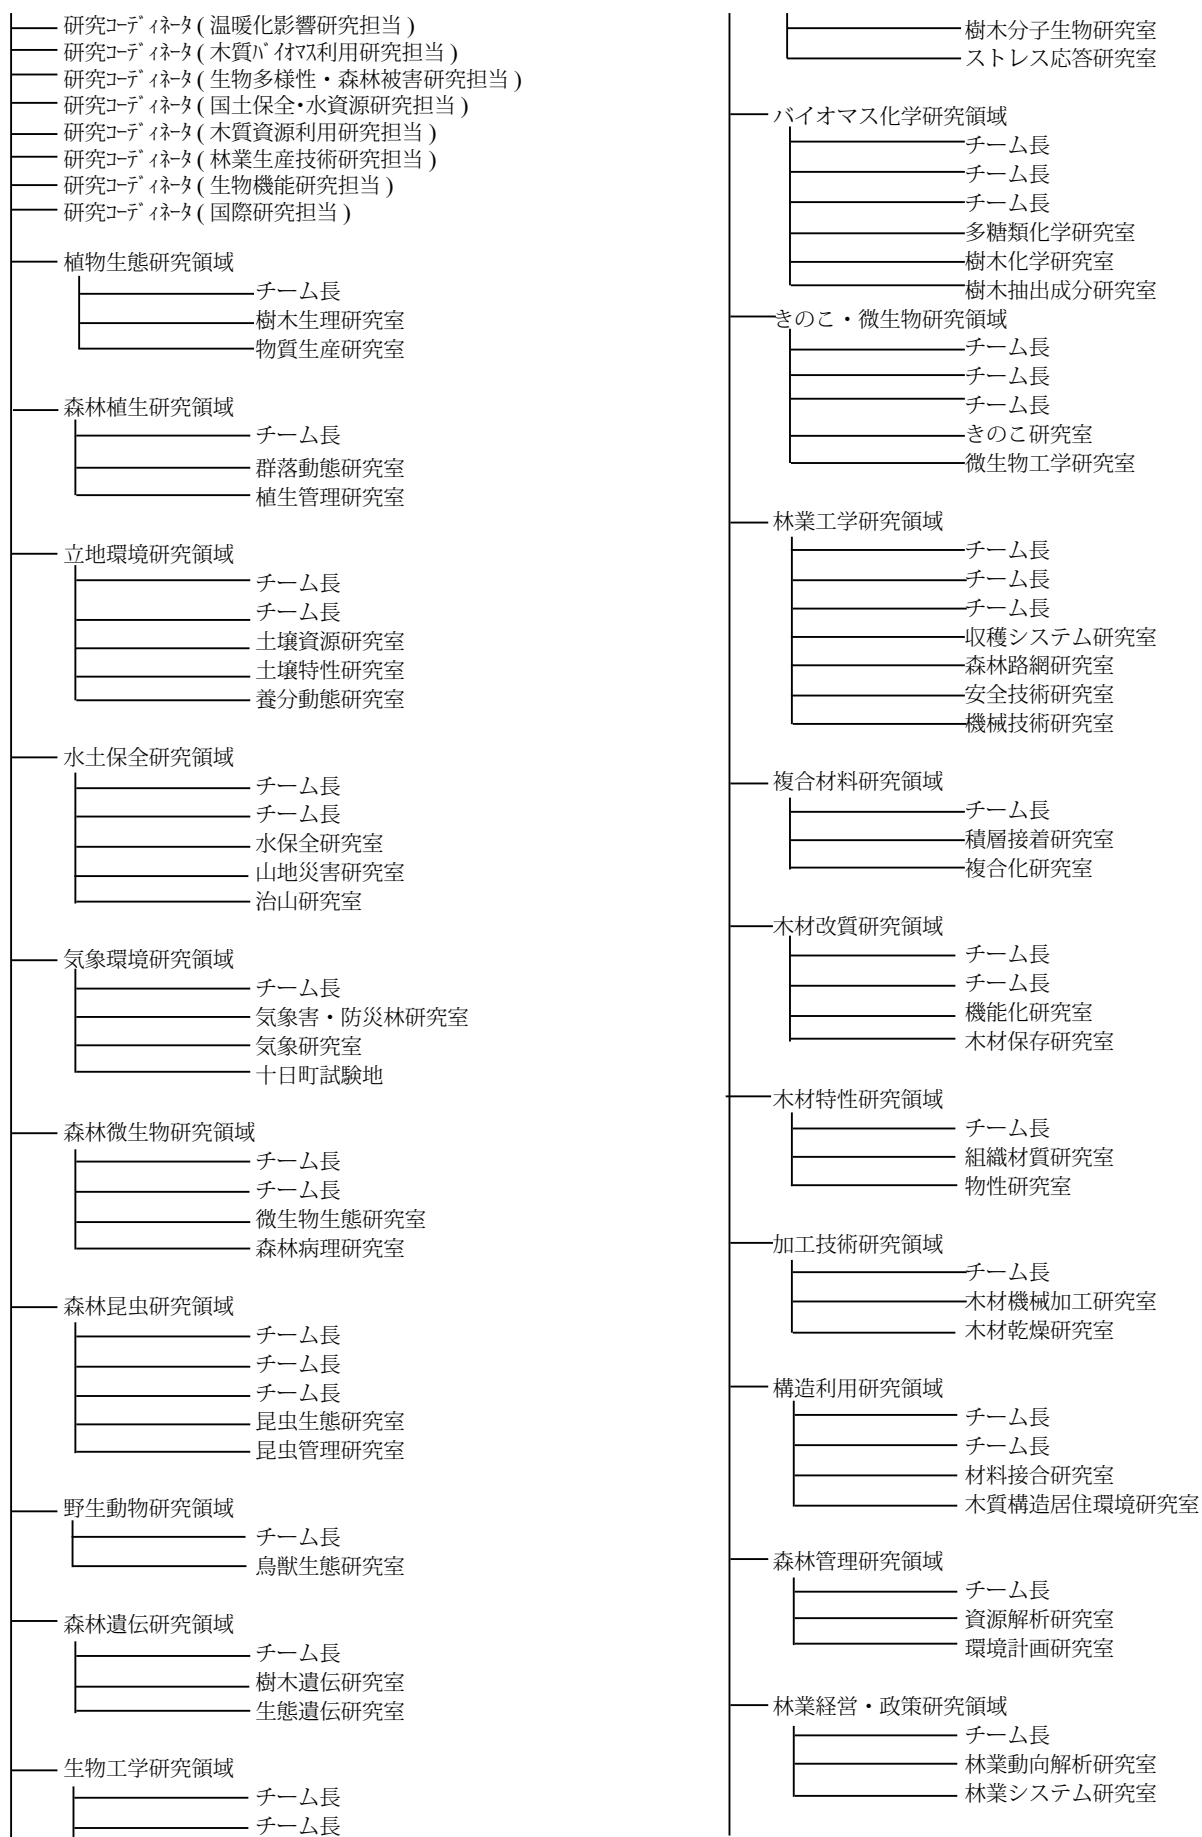 研究ｺｰﾃﾞｨﾈｰﾀ ( 温暖化影響研究担当 )
研究ｺｰﾃﾞｨﾈｰﾀ ( 木質ﾊﾞｲｵﾏｽ利用研究担当 )
研究ｺｰﾃﾞｨﾈｰﾀ ( 生物多様性・森林被害研究担当 )
研究ｺｰﾃﾞｨﾈｰﾀ ( 国土保全･水資源研究担当 )
研究ｺｰﾃﾞｨﾈｰﾀ ( 木質資源利用研究担当 )
研究ｺｰﾃﾞｨﾈｰﾀ ( 林業生産技術研究担当 )
研究ｺｰﾃﾞｨﾈｰﾀ ( 生物機能研究担当 )
研究ｺｰﾃﾞｨﾈｰﾀ ( 国際研究担当 )
植物生態研究領域
チーム長
樹木生理研究室
物質生産研究室
森林植生研究領域
チーム長
群落動態研究室
植生管理研究室
立地環境研究領域
チーム長
チーム長
土壌資源研究室
土壌特性研究室
養分動態研究室
水土保全研究領域
チーム長
チーム長
水保全研究室
山地災害研究室
治山研究室
気象環境研究領域
チーム長
気象害・防災林研究室
気象研究室
十日町試験地
森林微生物研究領域
チーム長
チーム長
微生物生態研究室
森林病理研究室
森林昆虫研究領域
チーム長
チーム長
チーム長
昆虫生態研究室
昆虫管理研究室
野生動物研究領域
チーム長
鳥獣生態研究室
森林遺伝研究領域
チーム長
樹木遺伝研究室
生態遺伝研究室
生物工学研究領域
チーム長
チーム長
樹木分子生物研究室
ストレス応答研究室
バイオマス化学研究領域
チーム長
チーム長
チーム長
多糖類化学研究室
樹木化学研究室
樹木抽出成分研究室
きのこ・微生物研究領域
チーム長
チーム長
チーム長
きのこ研究室
微生物工学研究室
林業工学研究領域
チーム長
チーム長
チーム長
収穫システム研究室
森林路網研究室
安全技術研究室
機械技術研究室
複合材料研究領域
チーム長
積層接着研究室
複合化研究室
木材改質研究領域
チーム長
チーム長
機能化研究室
木材保存研究室
木材特性研究領域
チーム長
組織材質研究室
物性研究室
加工技術研究領域
チーム長
木材機械加工研究室
木材乾燥研究室
構造利用研究領域
チーム長
チーム長
材料接合研究室
木質構造居住環境研究室
森林管理研究領域
チーム長
資源解析研究室
環境計画研究室
林業経営・政策研究領域
チーム長
林業動向解析研究室
林業システム研究室